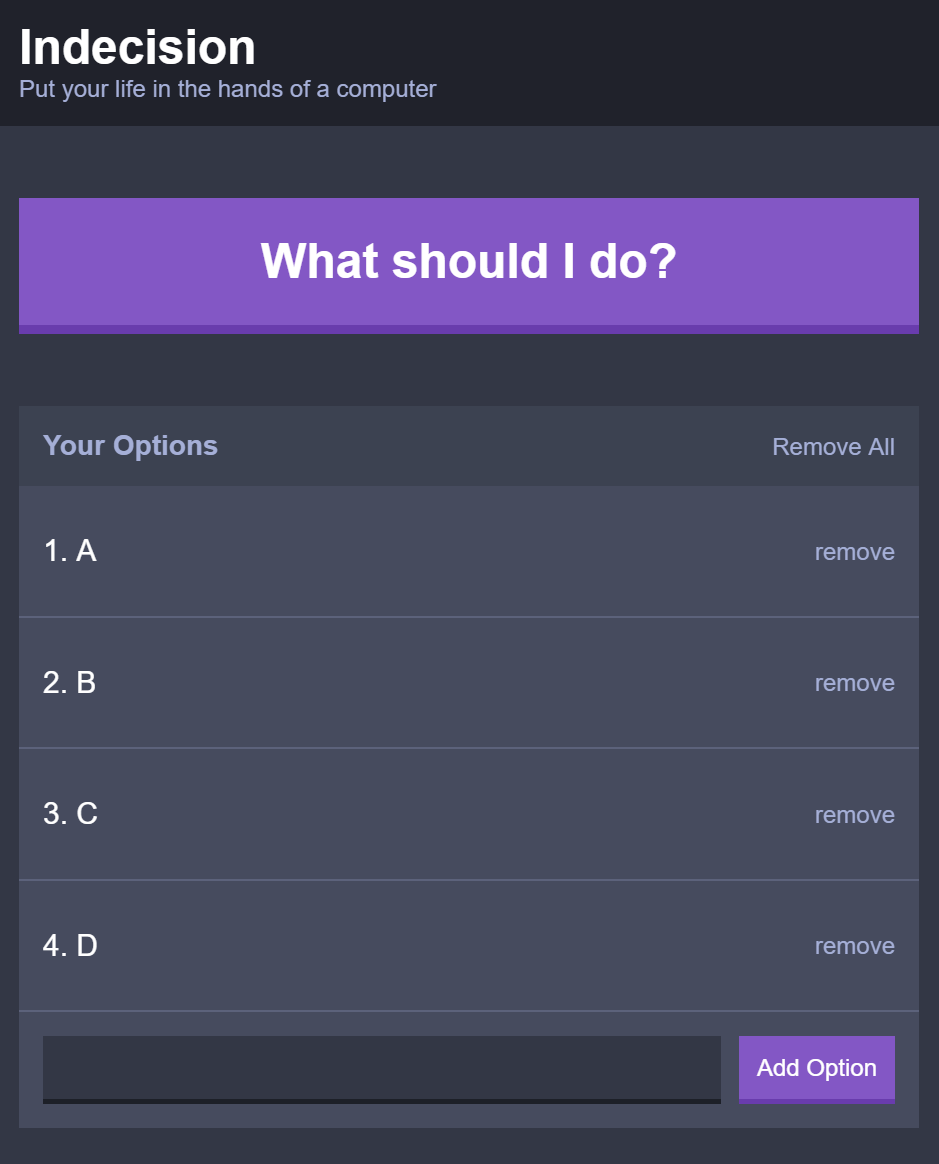 Indecision
Put your life in the hands of a computer
What should I do?
Your Options
Remove All
1. A
remove
2. B
remove
3. C
remove
4. D
remove
Add Option